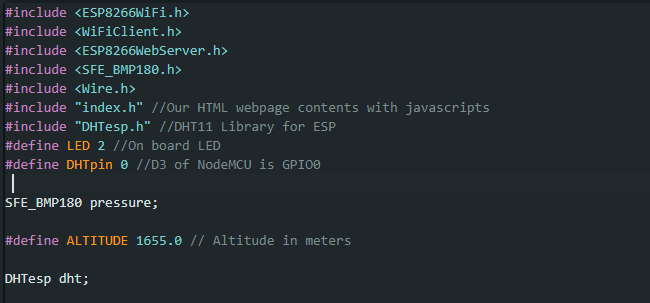 #include <ESP8266WiFi.h>
#include <WiFiClient.h>
#include <ESP8266WebServer.h>
#include <SFE_BMP180.h>
#include <Wire.h>
#include "index.h" //Our HTML webpage contents with javascripts
#include "DHTesp.h" //DHT11 Library for ESP
#define LED 2 //On board LED
#define DHTpin 0 //D3 of NodeMCU is GPIO0
SFE_BMP180 pressure;
#define ALTITUDE 1655.0 // Altitude in meters
DHTesp dht;